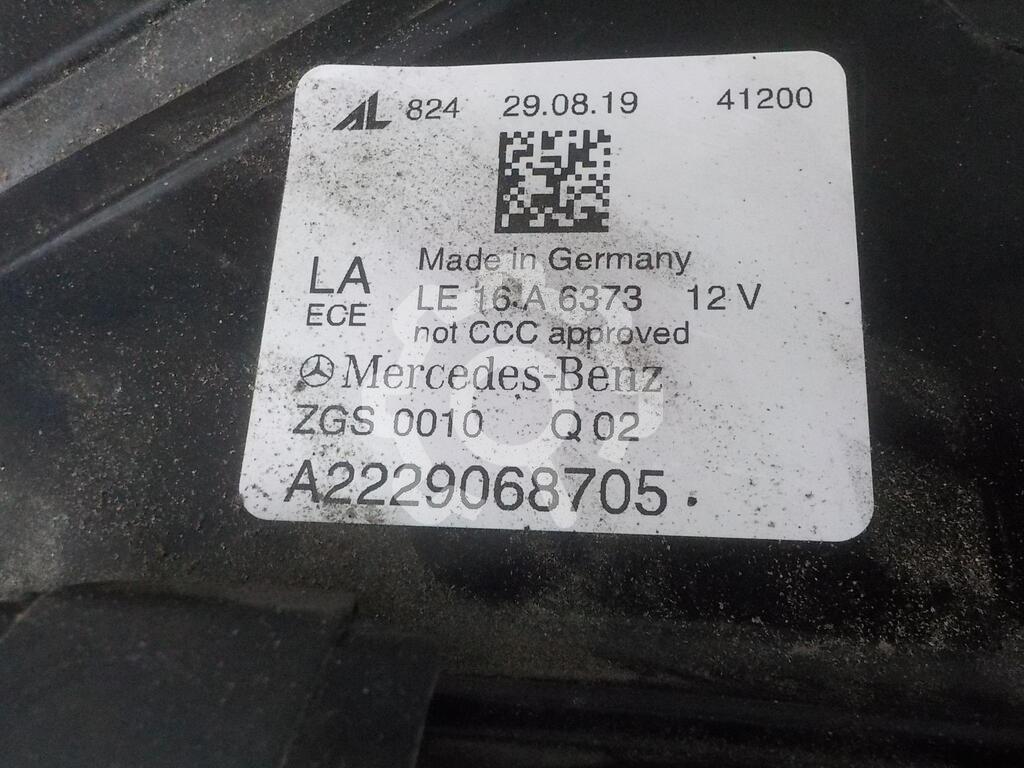 AL 824 29.08.19 41200
Made in Germany
LA LE 16 A 6373 12 V
ECE not CCC approved
Mercedes-Benz
ZGS 0010 Q 02
A2229068705 .